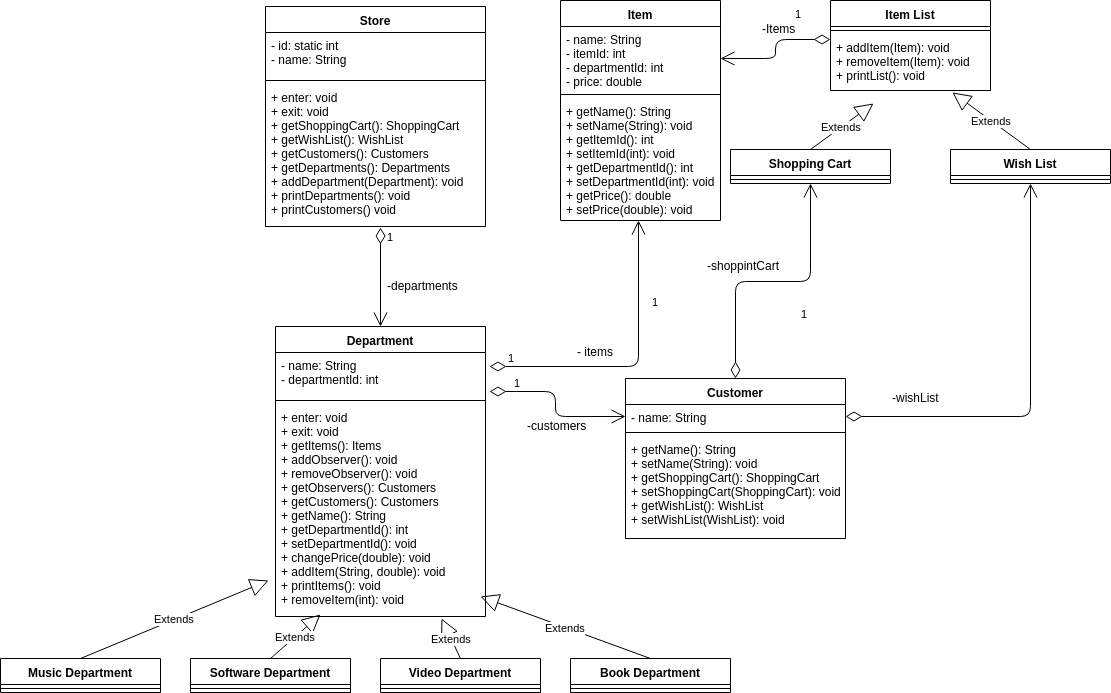 Store
- id: static int
- name: String
+ enter: void
+ exit: void
+ getShoppingCart(): ShoppingCart
+ getWishList(): WishList
+ getCustomers(): Customers
+ getDepartments(): Departments
+ addDepartment(Department): void
+ printDepartments(): void
+ printCustomers() void
Item
- name: String
- itemId: int
- departmentId: int
- price: double
+ getName(): String
+ setName(String): void
+ getItemId(): int
+ setItemId(int): void
+ getDepartmentId(): int
+ setDepartmentId(int): void
+ getPrice(): double
+ setPrice(double): void
1
-Items
Item List
+ addItem(Item): void
+ removeItem(Item): void
+ printList(): void
Extends
Extends
Shopping Cart
Wish List
1
-departments
-shoppintCart
1
1
- items
1
1
-customers
-wishList
Department
- name: String
- departmentId: int
+ enter: void
+ exit: void
+ getItems(): Items
+ addObserver(): void
+ removeObserver(): void
+ getObservers(): Customers
+ getCustomers(): Customers
+ getName(): String
+ getDepartmentId(): int
+ setDepartmentId(): void
+ changePrice(double): void
+ addItem(String, double): void
+ printItems(): void
+ removeItem(int): void
Customer
- name: String
+ getName(): String
+ setName(String): void
+ getShoppingCart(): ShoppingCart
+ setShoppingCart(ShoppingCart): void
+ getWishList(): WishList
+ setWishList(WishList): void
Extends
Extends
Extends
Extends
Music Department
Software Department
Video Department
Book Department